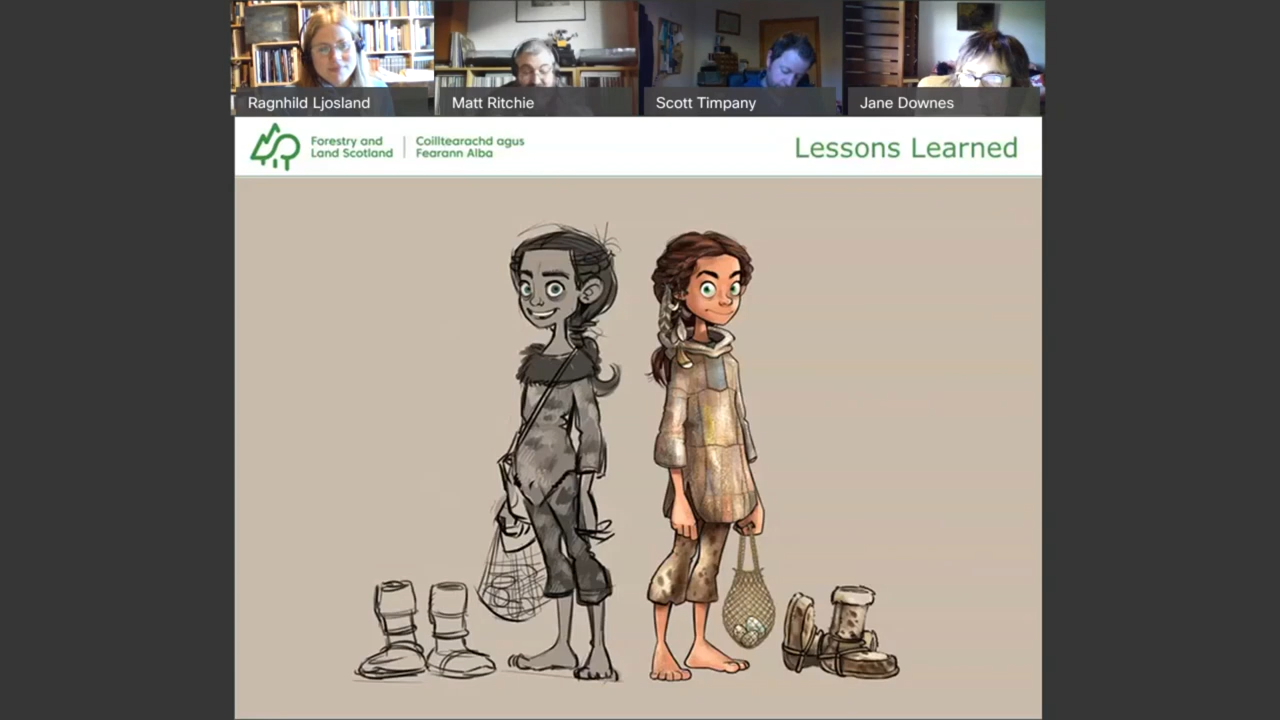 Ragnhild Ljosland
Matt Ritchie
Scott Timpany
Jane Downes
Forestry and
Land Scotland
Coilltearachd agus
Fearann Alba
Lessons Learned